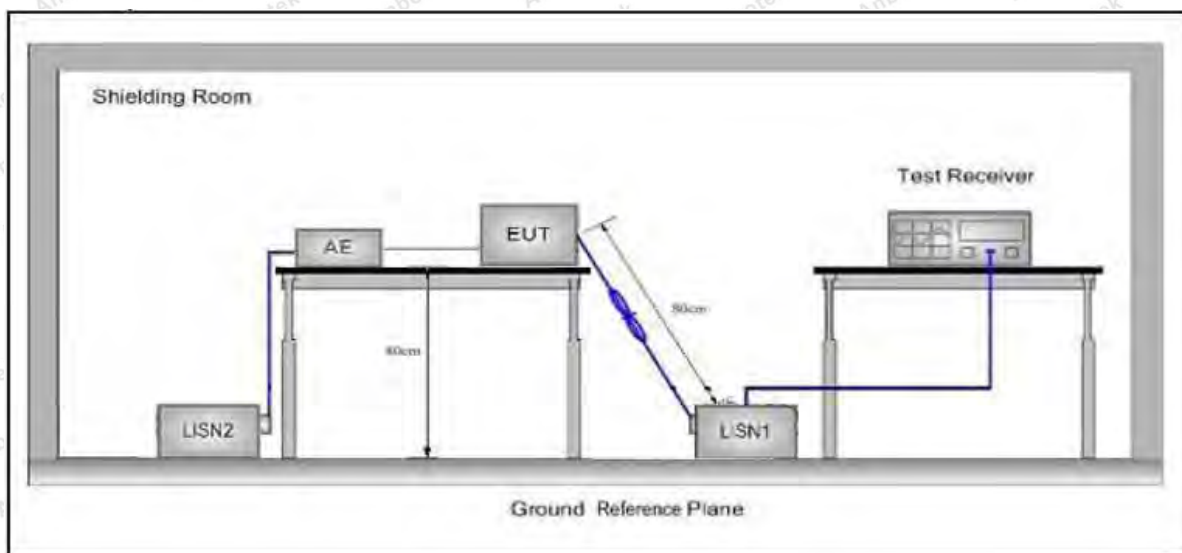 Shielding Room
Test Receiver
AE
EUT
80cm
80cm
LISN2
LISN1
Ground Reference Plane